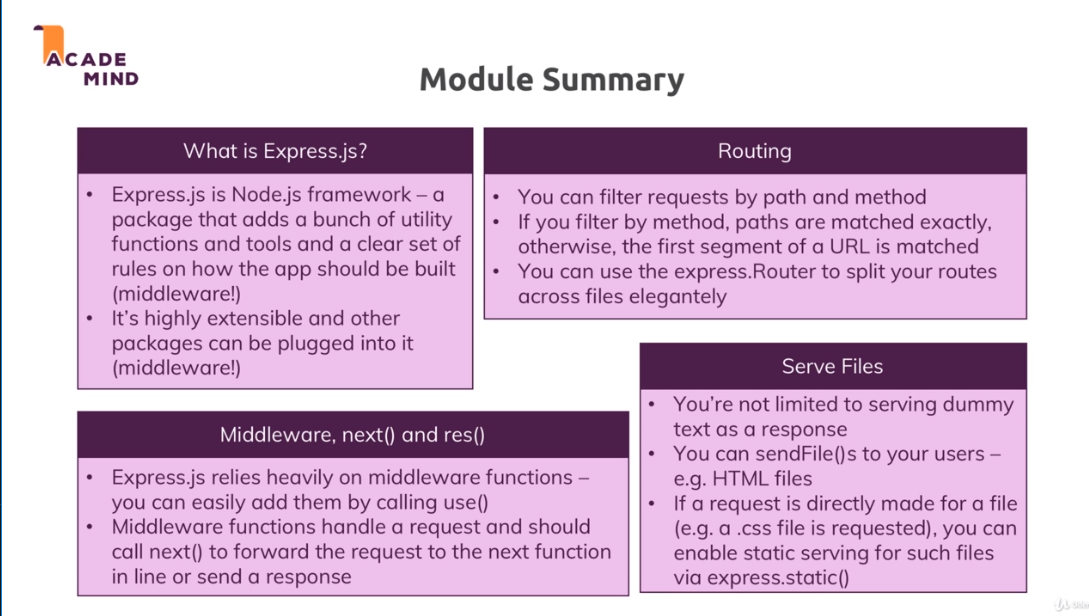 ACADE
MIND
Module Summary
What is Express.js?
• Express.js is Node.js framework – a
package that adds a bunch of utility
functions and tools and a clear set of
rules on how the app should be built
(middleware!)
• It's highly extensible and other
packages can be plugged into it
(middleware!)
Routing
• You can filter requests by path and method
• If you filter by method, paths are matched exactly,
otherwise, the first segment of a URL is matched
• You can use the express.Router to split your routes
across files elegantely
Middleware, next() and res()
• Express.js relies heavily on middleware functions –
you can easily add them by calling use()
• Middleware functions handle a request and should
call next() to forward the request to the next function
in line or send a response
Serve Files
• You're not limited to serving dummy
text as a response
• You can sendFile()s to your users –
e.g. HTML files
• If a request is directly made for a file
(e.g. a .css file is requested), you can
enable static serving for such files
via express.static()